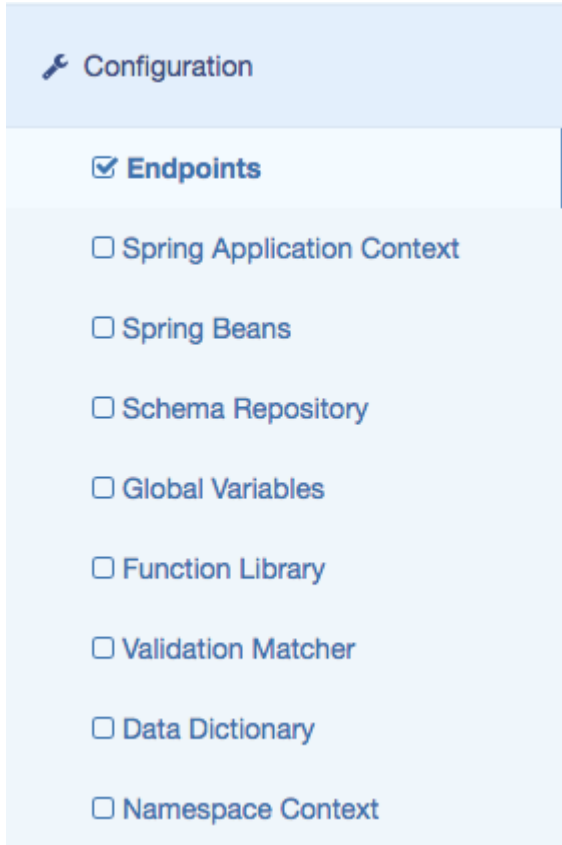 Configuration
Endpoints
Spring Application Context
Spring Beans
Schema Repository
Global Variables
Function Library
Validation Matcher
Data Dictionary
Namespace Context